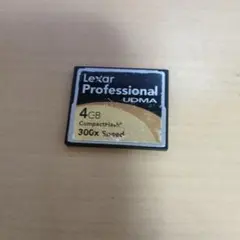 Lexar
Professional
UDMA
4GB
CompactFlash®
300x Speed